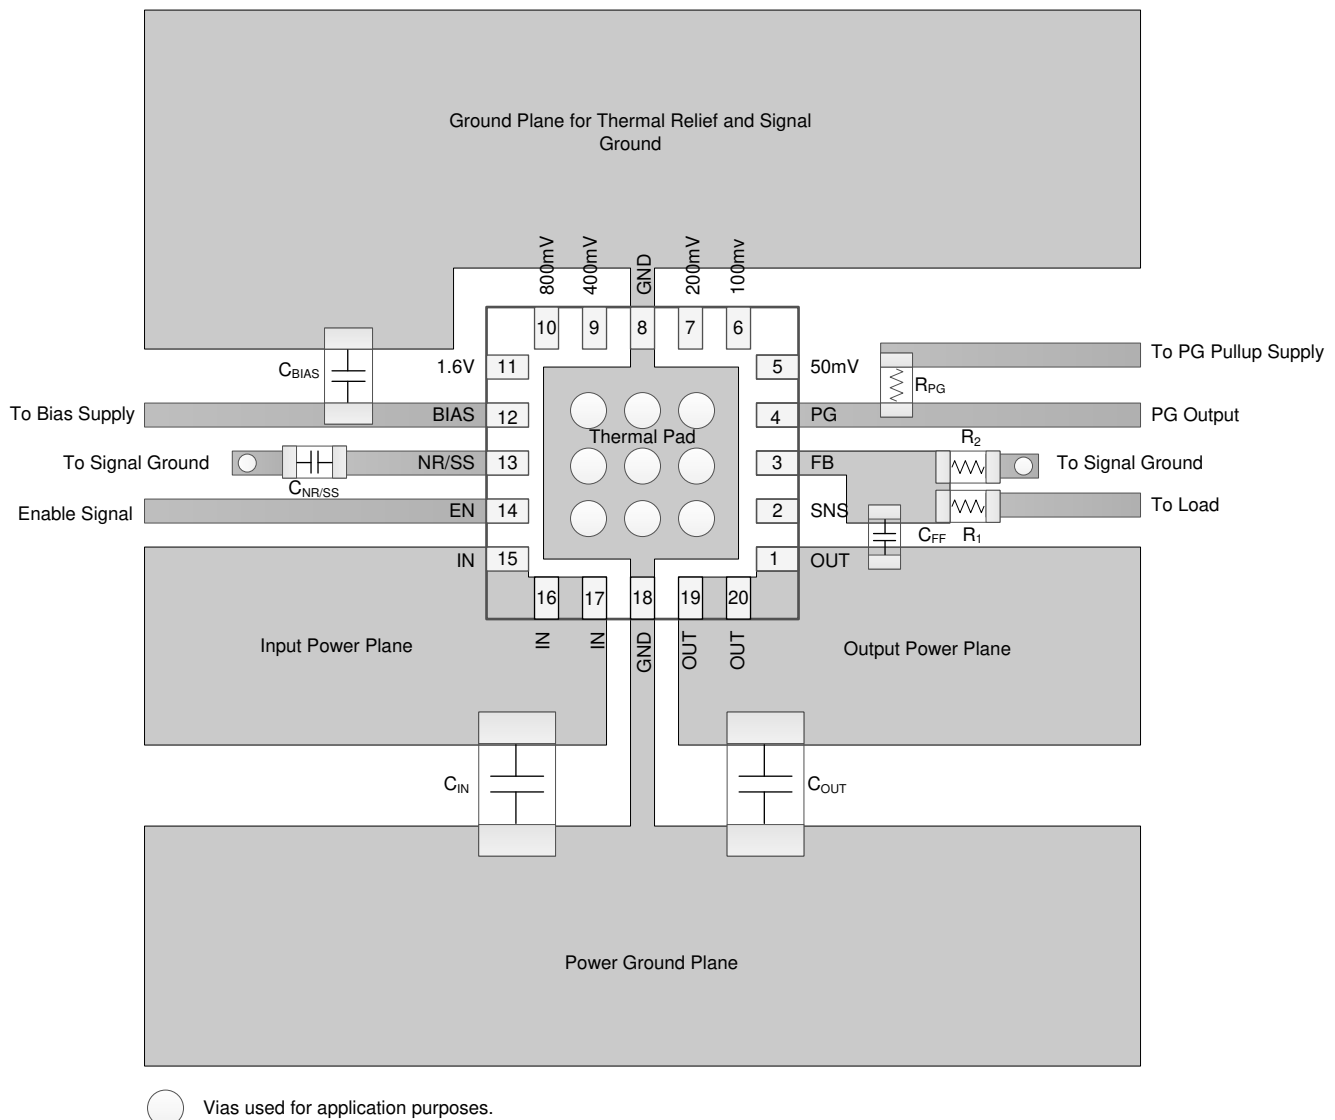 Ground Plane for Thermal Relief and Signal
Ground
800mV
400mV
GND
200mV
100mv
10
9
8
7
6
CBIAS
1.6V
11
5
50mV
To PG Pullup Supply
RPG
To Bias Supply
BIAS
12
4
PG
PG Output
Thermal Pad
R2
To Signal Ground
NR/SS
13
3
FB
To Signal Ground
CNR/SS
Enable Signal
EN
14
2
SNS
To Load
CFF
R1
IN
15
1
OUT
16
17
18
19
20
IN
IN
GND
OUT
OUT
Input Power Plane
Output Power Plane
CIN
COUT
Power Ground Plane
Vias used for application purposes.